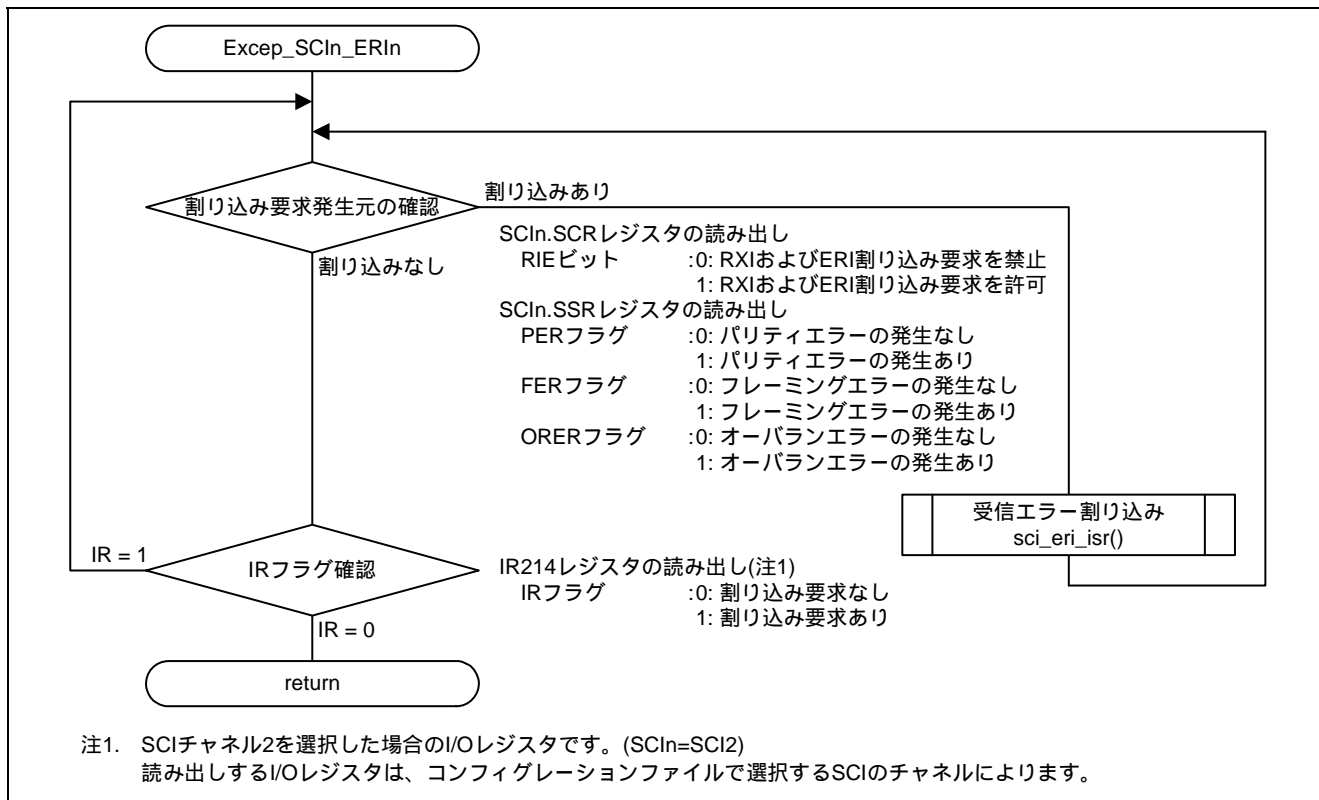 Excep_SCIn_ERIn
割り込み要求発生元の確認
割り込みあり
割り込みなし
SCIn.SCRレジスタの読み出し
RIEビット :0: RXIおよびERI割り込み要求を禁止
1: RXIおよびERI割り込み要求を許可
SCIn.SSRレジスタの読み出し
PERフラグ :0: パリティエラーの発生なし
1: パリティエラーの発生あり
FERフラグ :0: フレーミングエラーの発生なし
1: フレーミングエラーの発生あり
ORERフラグ :0: オーバランエラーの発生なし
1: オーバランエラーの発生あり
受信エラー割り込み
sci_eri_isr()
IR = 1
IRフラグ確認
IR214レジスタの読み出し(注1)
IRフラグ :0: 割り込み要求なし
1: 割り込み要求あり
IR = 0
return
注1. SCIチャネル2を選択した場合のI/Oレジスタです。(SCIn=SCI2)
読み出しするI/Oレジスタは、コンフィグレーションファイルで選択するSCIのチャネルによります。